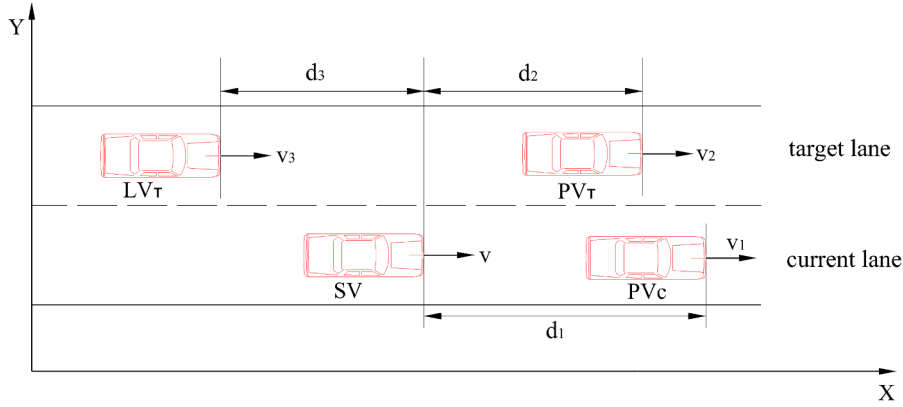 Y
d3
d2
v3
v2
target lane
LVT
PVT
v
v1
current lane
SV
PVc
d1
X